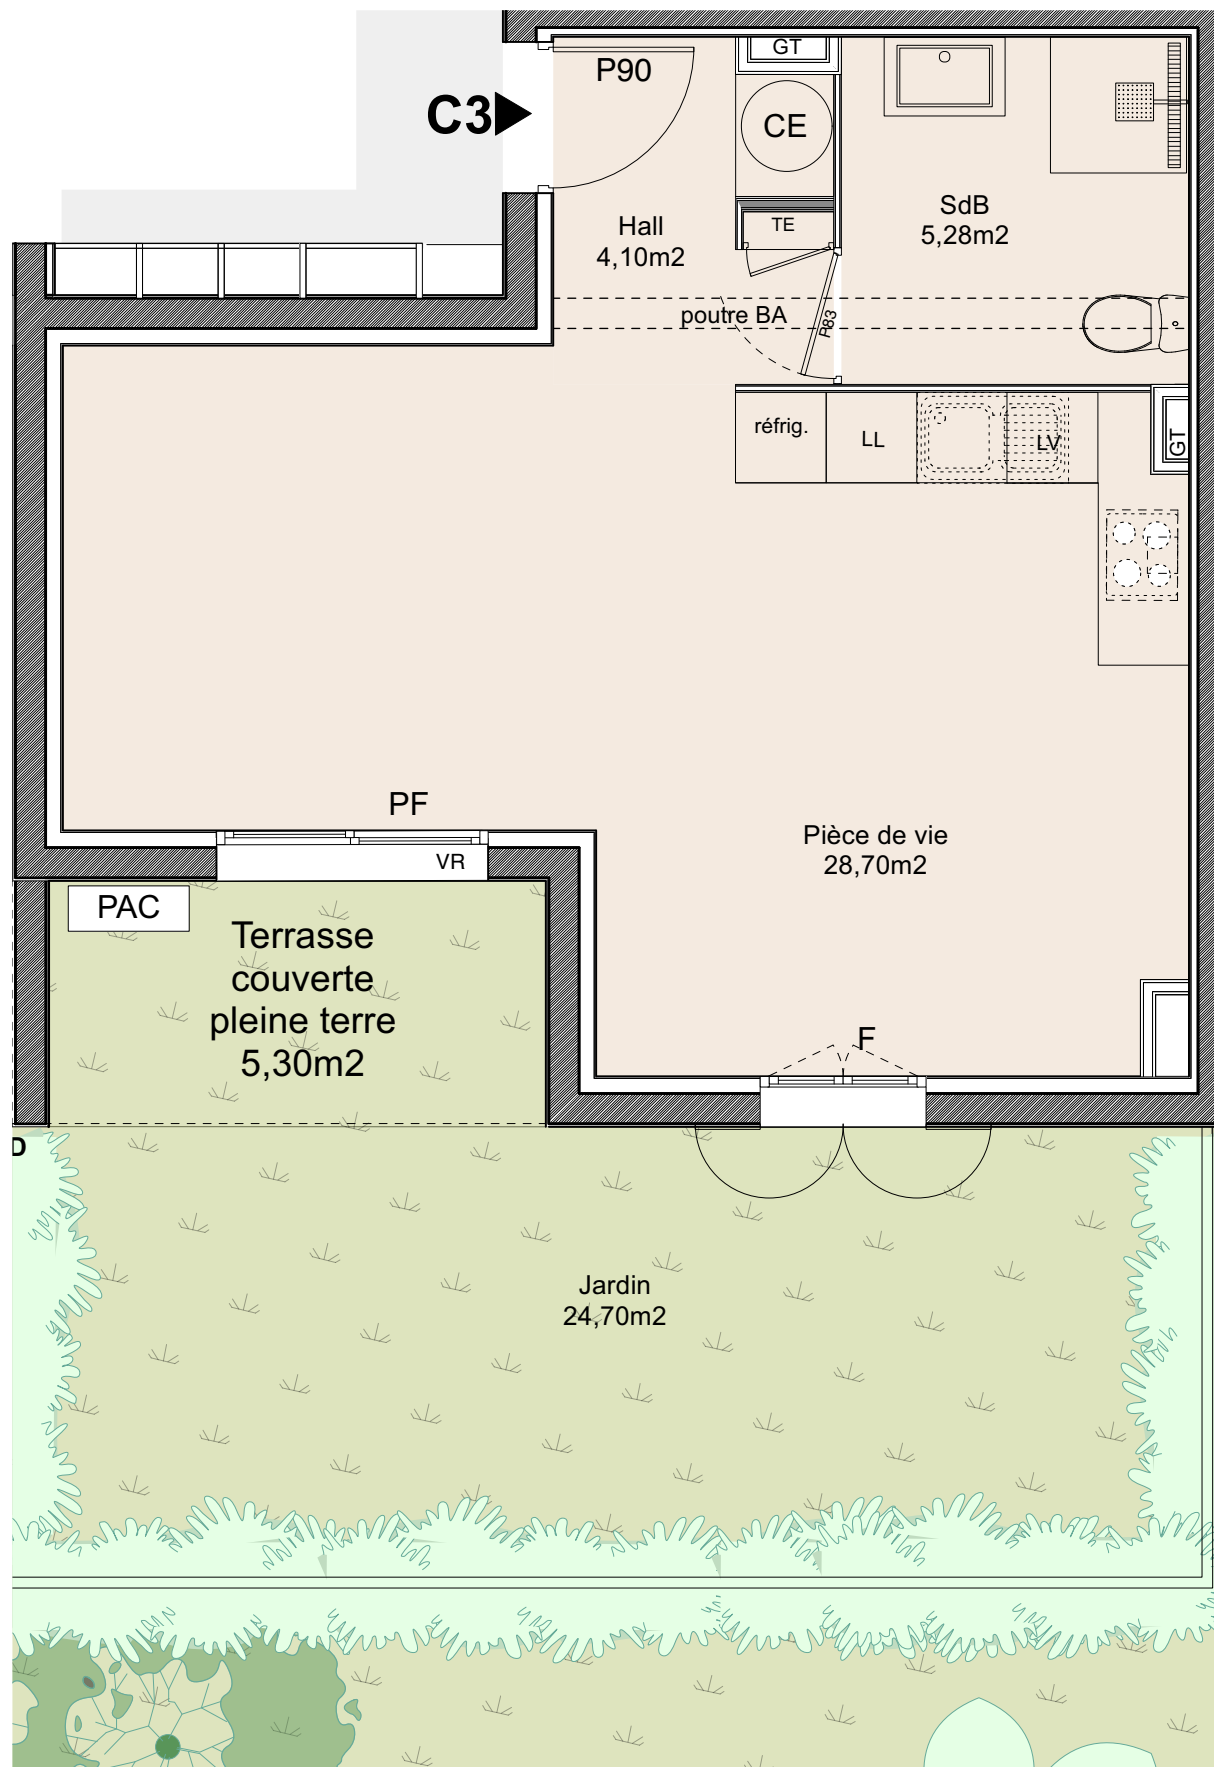 GT
P90
C3
CE
SdB
5,28m2
Hall
4,10m2
TE
poutre BA
P83
réfrig.
LL
LV
GT
PF
VR
Pièce de vie
28,70m2
PAC
Terrasse
couverte
pleine terre
5,30m2
F
D
Jardin
24,70m2